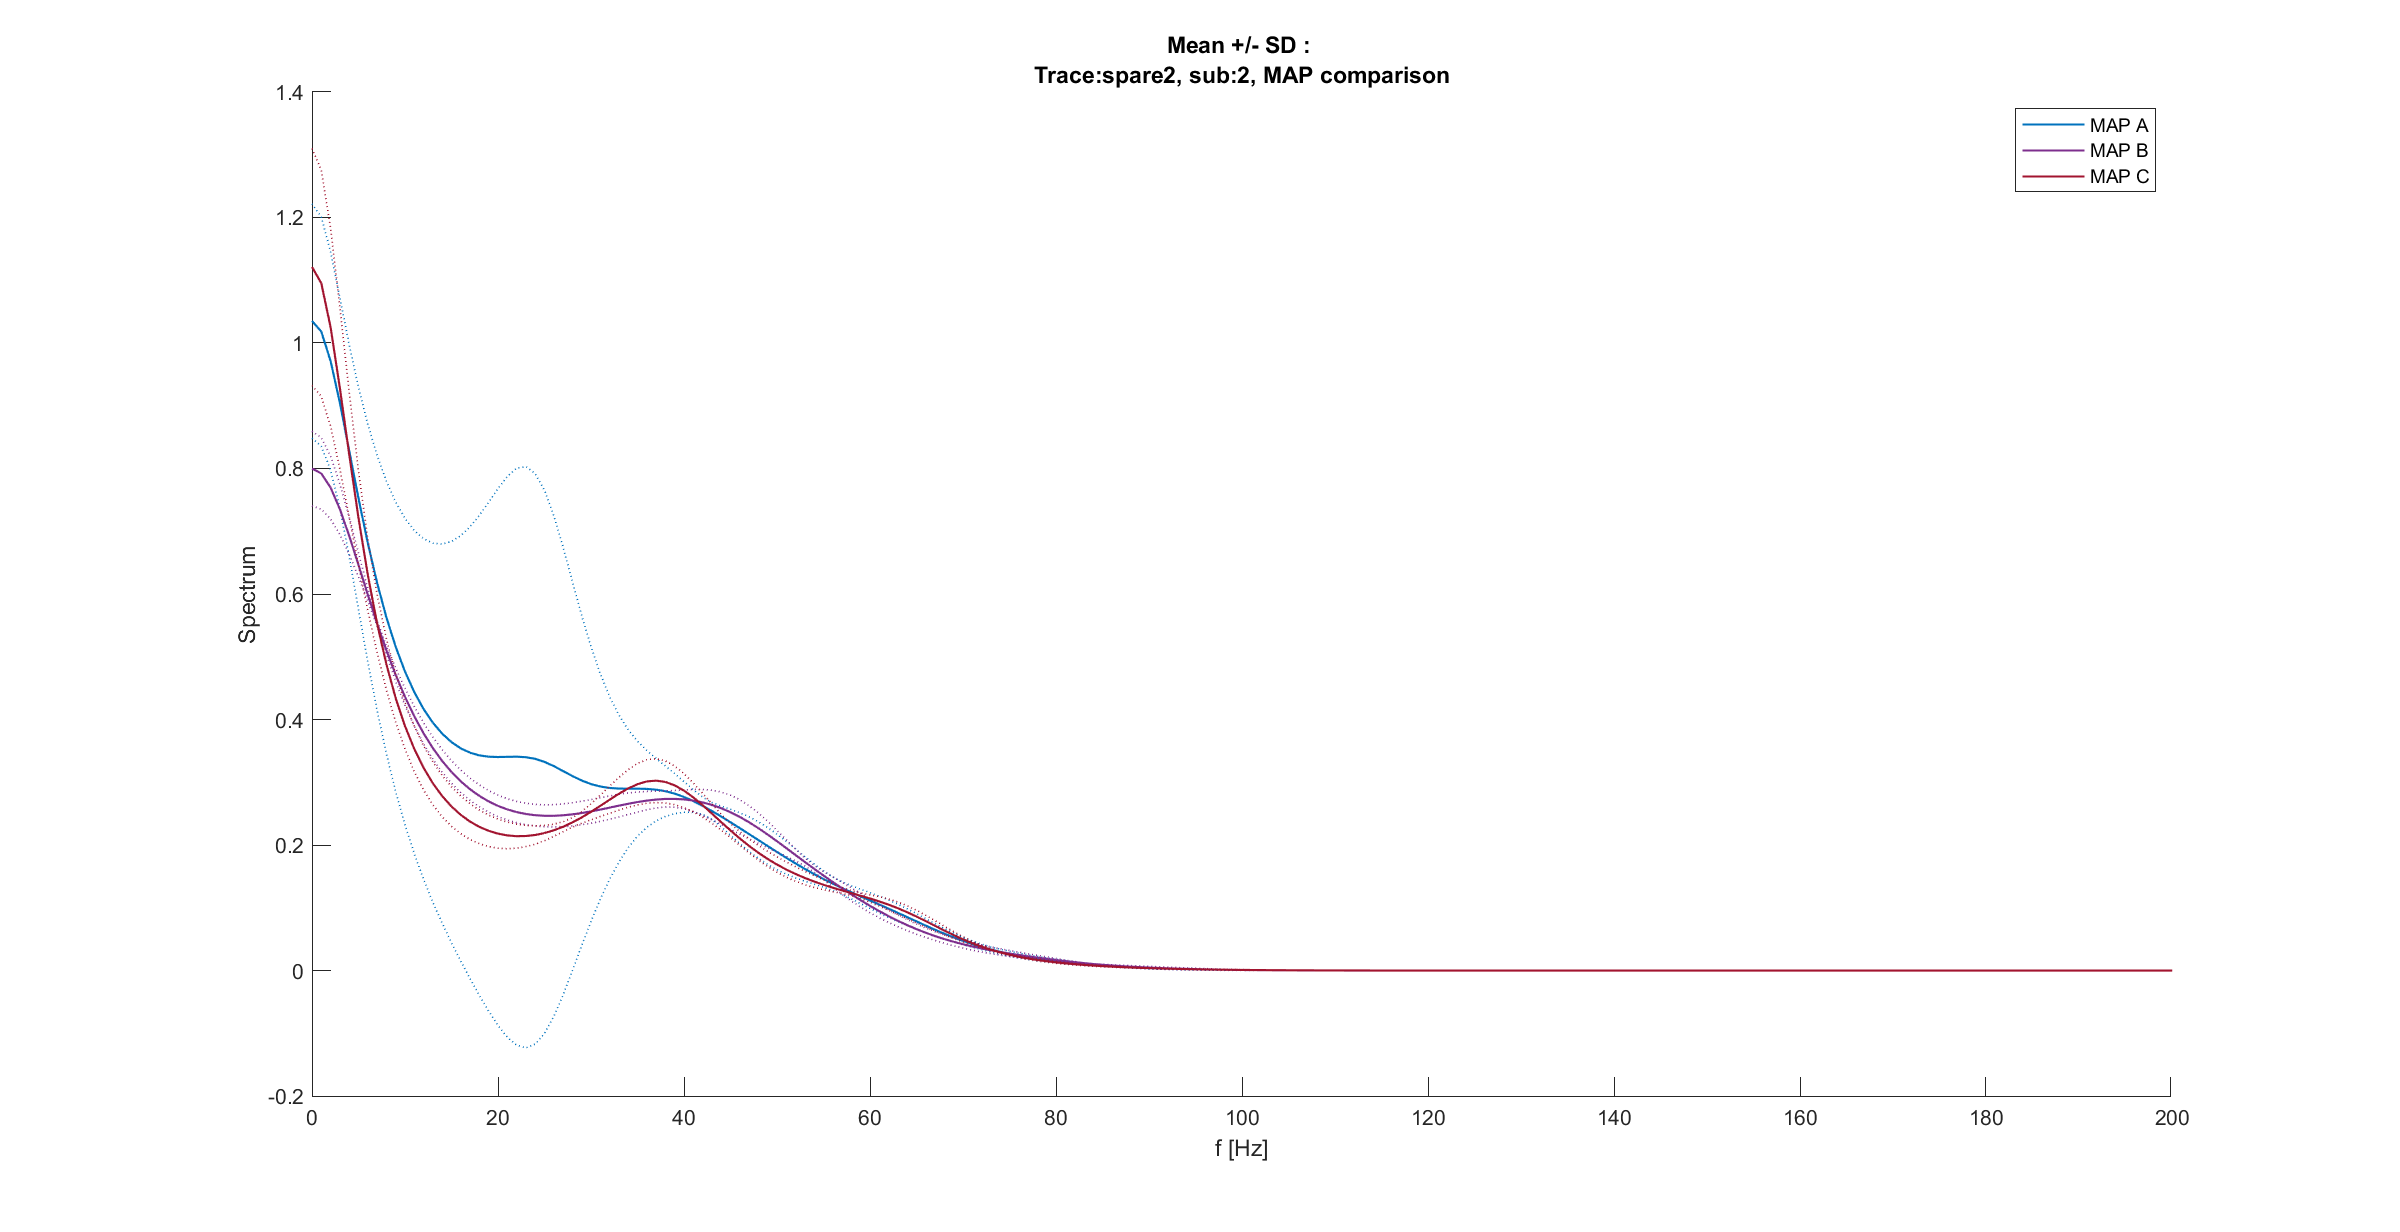 Mean +/- SD :
Trace:spare2, sub:2, MAP comparison
MAP A
MAP B
MAP C
1.4
1.2
1
0.8
0.6
0.4
0.2
0
-0.2
Spectrum
0 20 40 60 80 100 120 140 160 180 200
f [Hz]